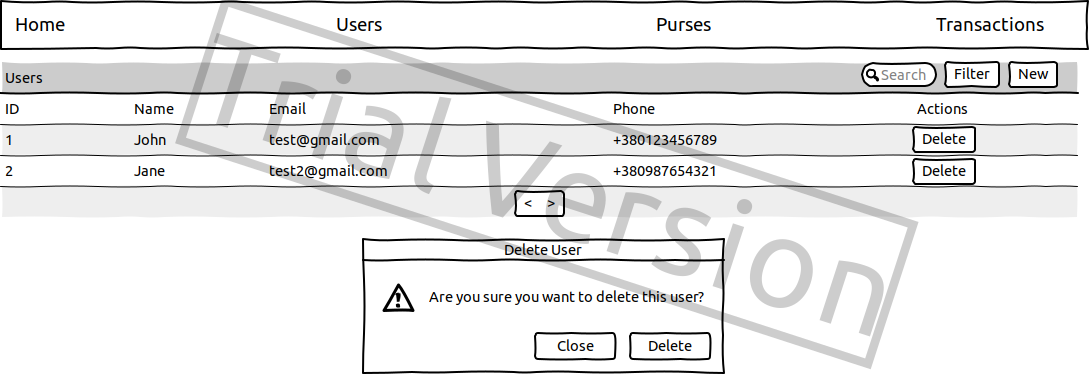 Home Users Purses Transactions
Users Search Filter New
ID Name Email Phone Actions
1 John test@gmail.com +380123456789 Delete
2 Jane test2@gmail.com +380987654321 Delete
< >
Delete User
Are you sure you want to delete this user?
Close Delete
Trial Version